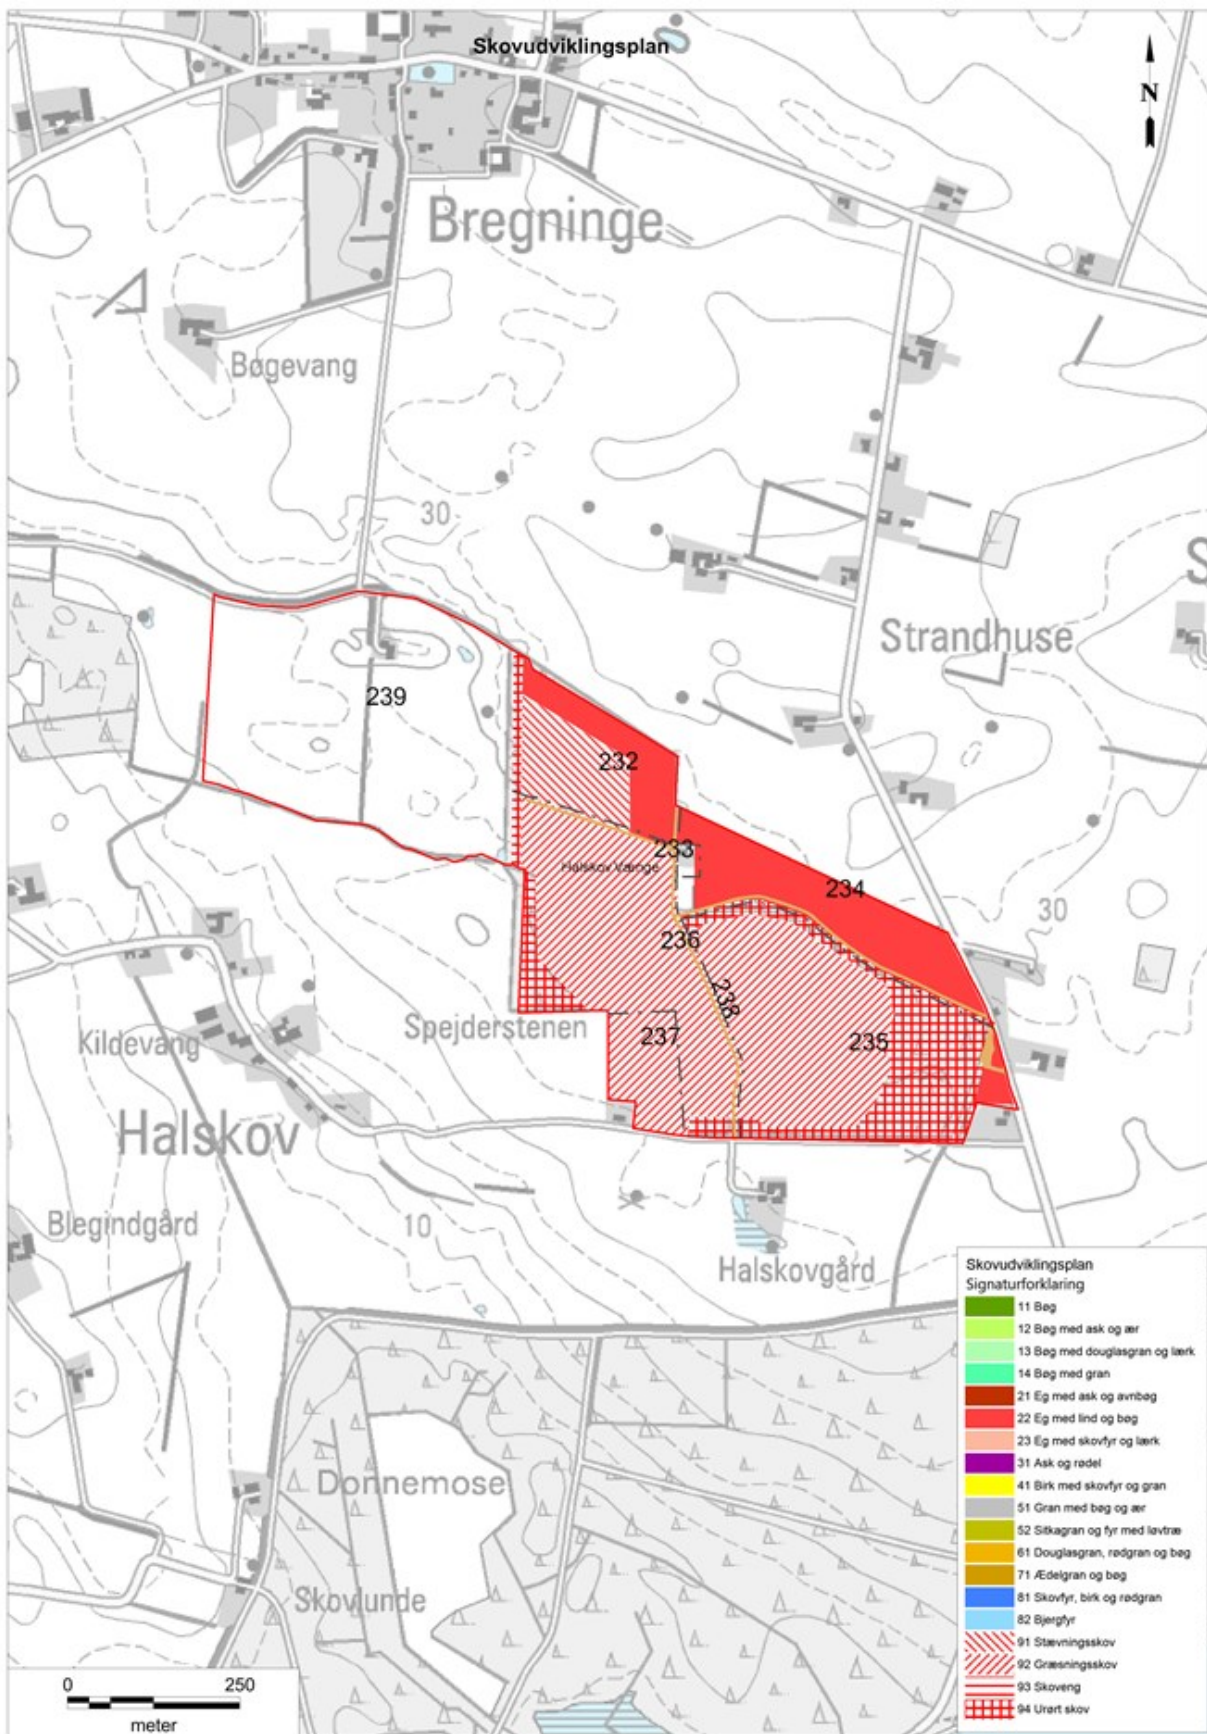 Skovudviklingsplan
N
Bregninge
Bøgevang
30
S
Strandhuse
239
232
233
Halskov Vænge
234
30
236
238
237
235
Spejderstenen
Kildevang
Halskov
Blegindgård
10
Halskovgård
Donnemose
Skovlunde
0 250
meter
Skovudviklingsplan
Signaturforklaring
11 Bøg
12 Bøg med ask og ær
13 Bøg med douglasgran og lærk
14 Bøg med gran
21 Eg med ask og avnbøg
22 Eg med lind og bøg
23 Eg med skovfyr og lærk
31 Ask og rødel
41 Birk med skovfyr og gran
51 Gran med bøg og ær
52 Sitkagran og fyr med løvtræ
61 Douglasgran, rødgran og bøg
71 Ædelgran og bøg
81 Skovfyr, birk og rødgran
82 Bjergfyr
91 Stævningsskov
92 Græsningsskov
93 Skoveng
94 Urørt skov